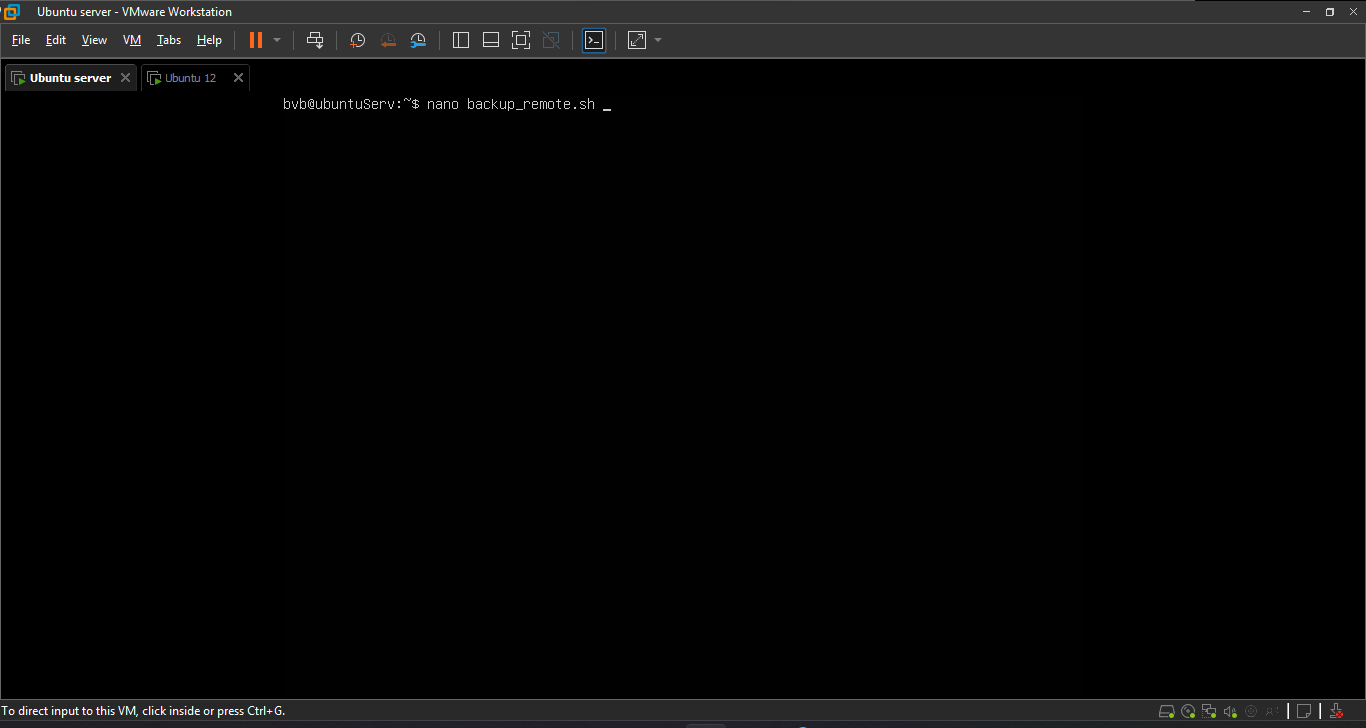 Ubuntu server - VMware Workstation
File Edit View VM Tabs Help
Ubuntu server Ubuntu 12
bvb@ubuntuServ:~$ nano backup_remote.sh _
To direct input to this VM, click inside or press Ctrl+G.